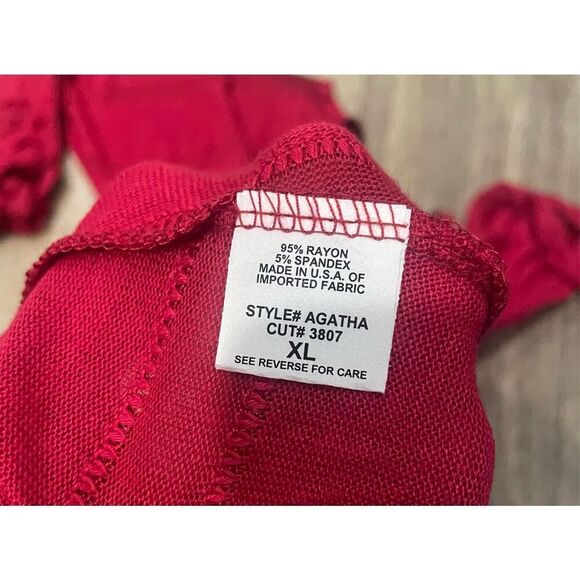 95% RAYON
5% SPANDEX
MADE IN U.S.A. OF
IMPORTED FABRIC
STYLE# AGATHA
CUT# 3807
XL
SEE REVERSE FOR CARE